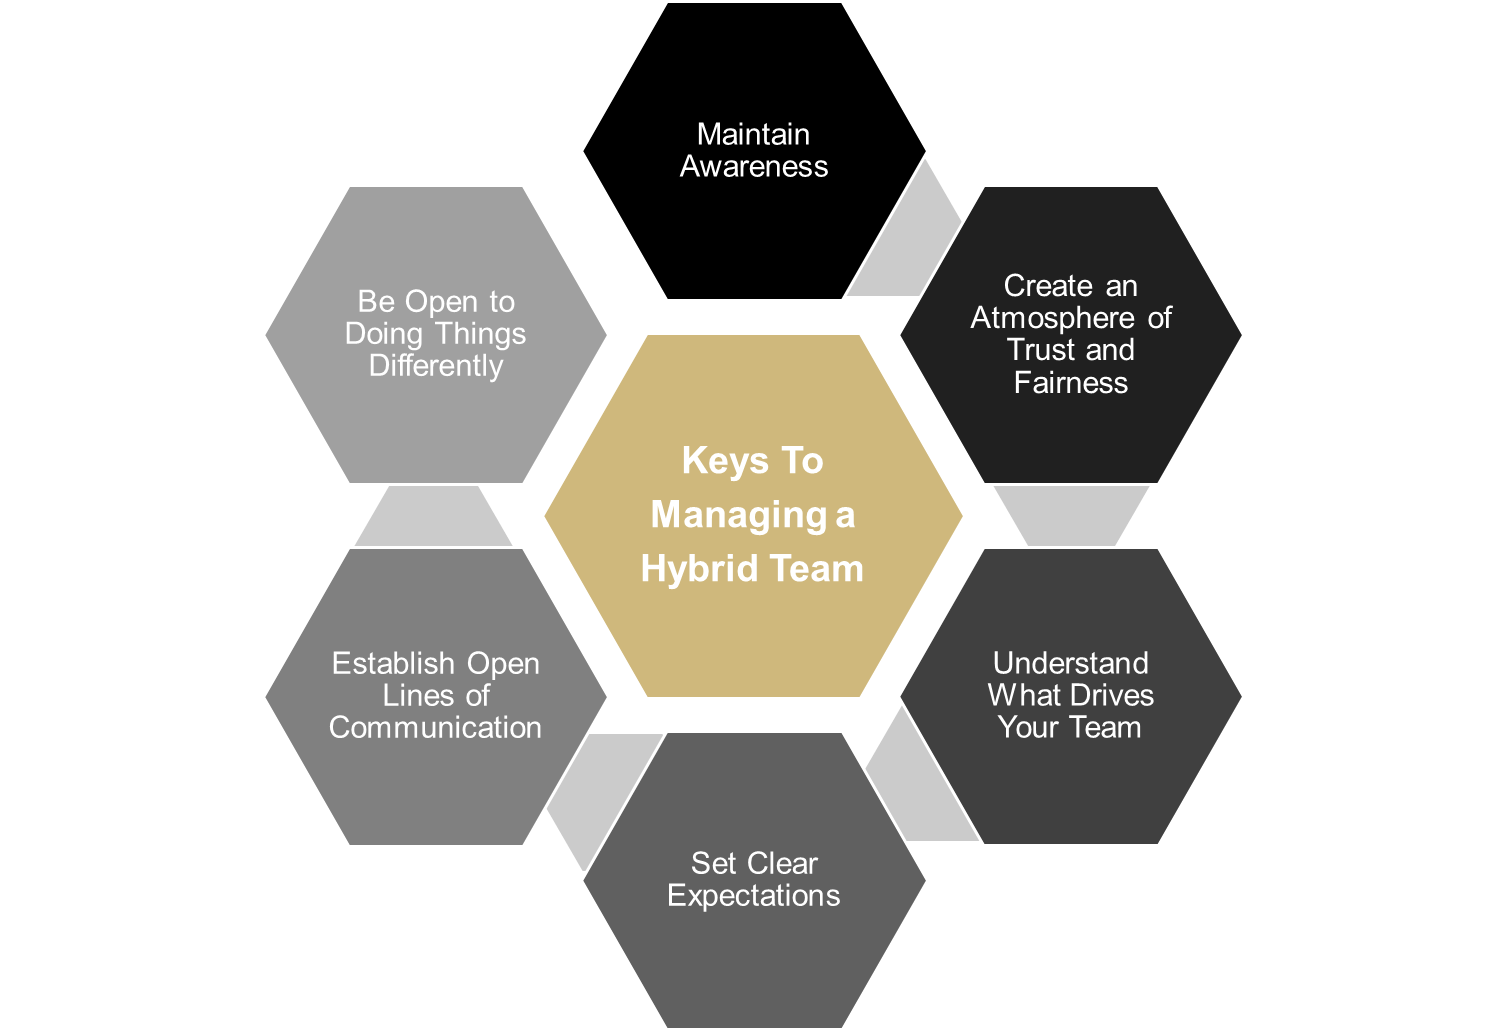 Maintain
Awareness
Create an
Atmosphere of
Trust and
Fairness
Understand
What Drives
Your Team
Set Clear
Expectations
Establish Open
Lines of
Communication
Be Open to
Doing Things
Differently
Keys To
Managing a
Hybrid Team